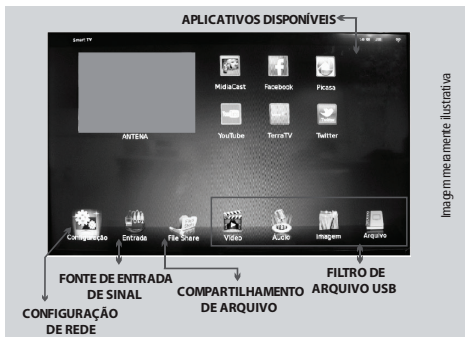 APLICATIVOS DISPONÍVEIS
Smart TV
MidiaCast Facebook Picasa
ANTENA
YouTube TerraTV Twitter
Configuração Entrada File Share Vídeo Áudio Imagem Arquivo
FONTE DE ENTRADA
DE SINAL
COMPARTILHAMENTO
DE ARQUIVO
FILTRO DE
ARQUIVO USB
CONFIGURAÇÃO
DE REDE
Imagem meramente ilustrativa